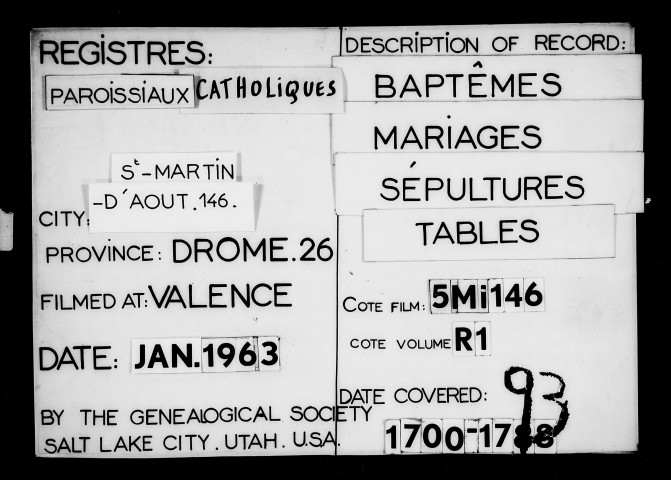 REGISTRES:
PAROISSIAUX CATHOLIQUES
St-MARTIN
-D'AOUT.146.
CITY:
PROVINCE: DROME.26
FILMED AT: VALENCE
DATE: JAN.1963
BY THE GENEALOGICAL SOCIETY
SALT LAKE CITY. UTAH. U.S.A.
DESCRIPTION OF RECORD:
BAPTÊMES
MARIAGES
SÉPULTURES
TABLES
COTE FILM: 5Mi146
COTE VOLUME R1
DATE COVERED: 93
1700-1788